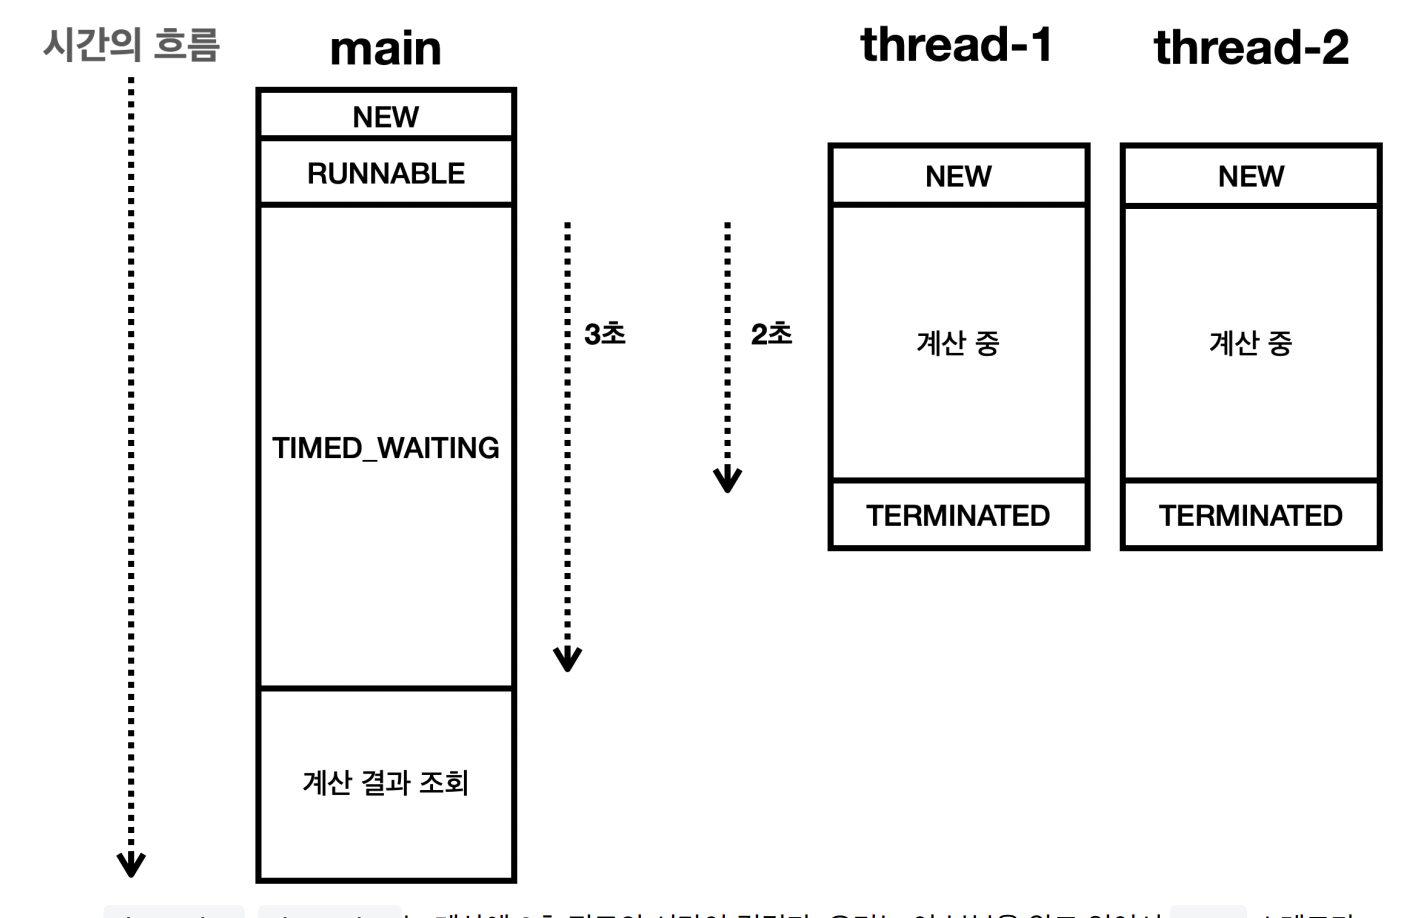 시간의 흐름
main
thread-1
thread-2
NEW
RUNNABLE
TIMED_WAITING
계산 결과 조회
3초
2초
NEW
계산 중
TERMINATED
NEW
계산 중
TERMINATED